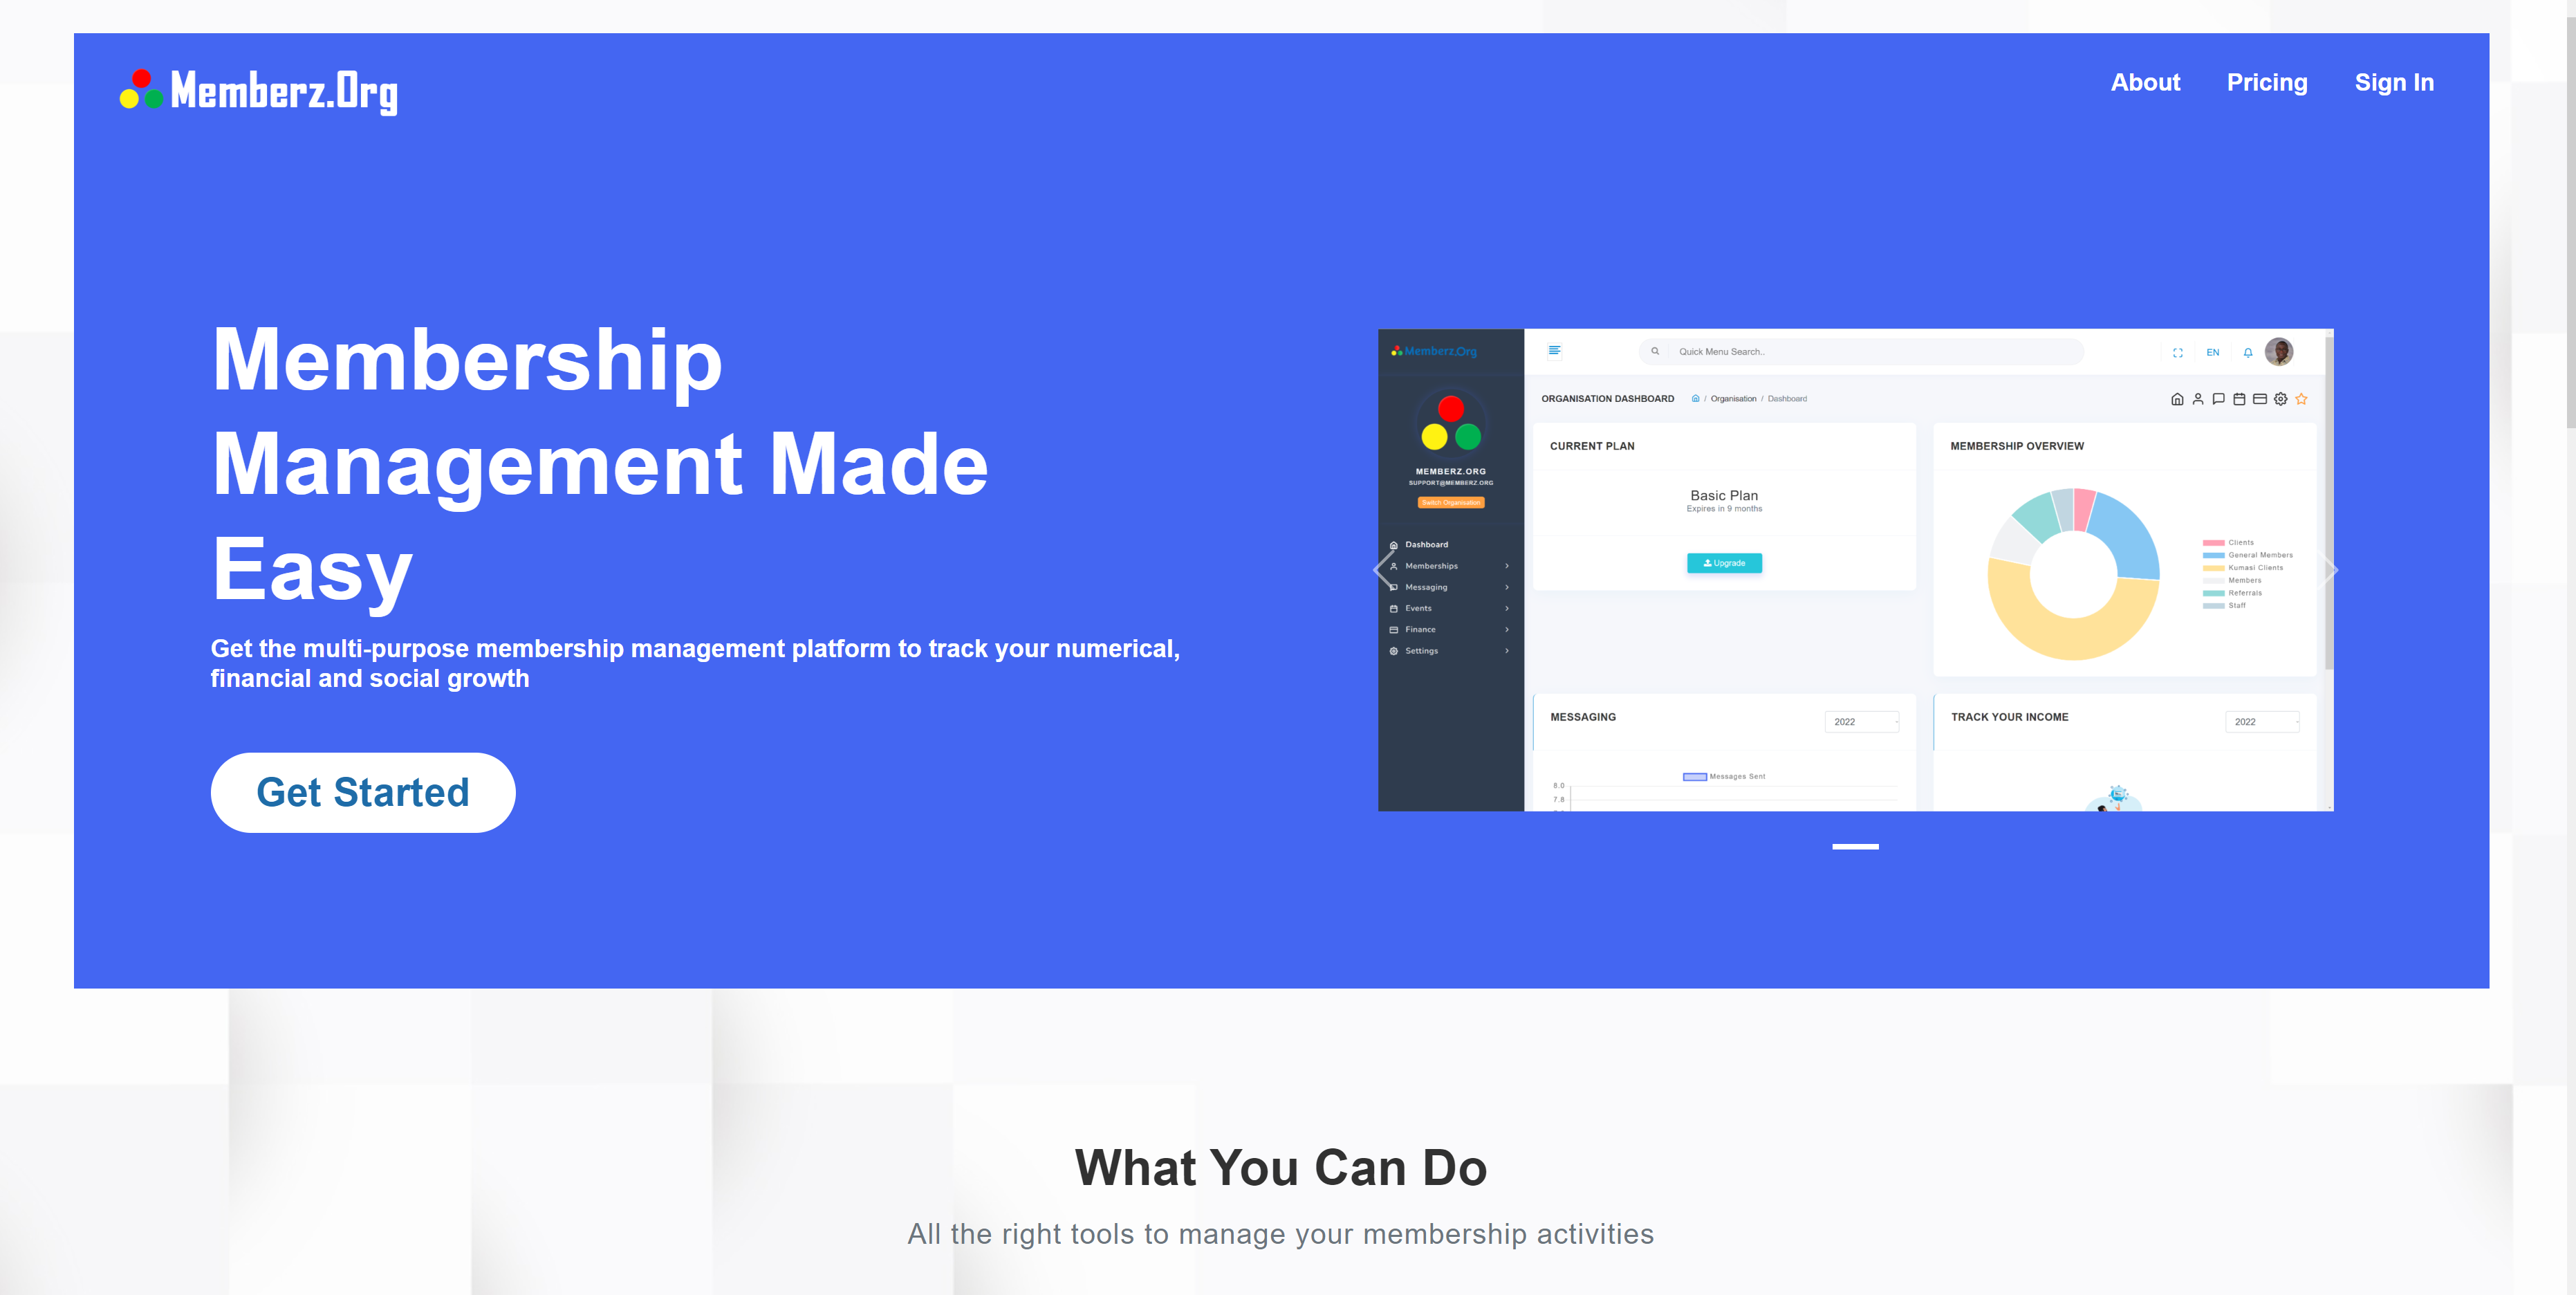 Memberz.Org
About
Pricing
Sign In
Membership
Management Made
Easy
Get the multi-purpose membership management platform to track your numerical,
financial and social growth
Get Started
Memberz.Org
Quick Menu Search..
EN
MEMBERZ.ORG
SUPPORT@MEMBERZ.ORG
Switch Organisation
Dashboard
Memberships
Messaging
Events
Finance
Settings
ORGANISATION DASHBOARD
/ Organisation / Dashboard
CURRENT PLAN
Basic Plan
Expires in 9 months
Upgrade
MEMBERSHIP OVERVIEW
Clients
General Members
Kumasi Clients
Members
Referrals
Staff
MESSAGING
2022
Messages Sent
8.0
7.8
TRACK YOUR INCOME
2022
What You Can Do
All the right tools to manage your membership activities